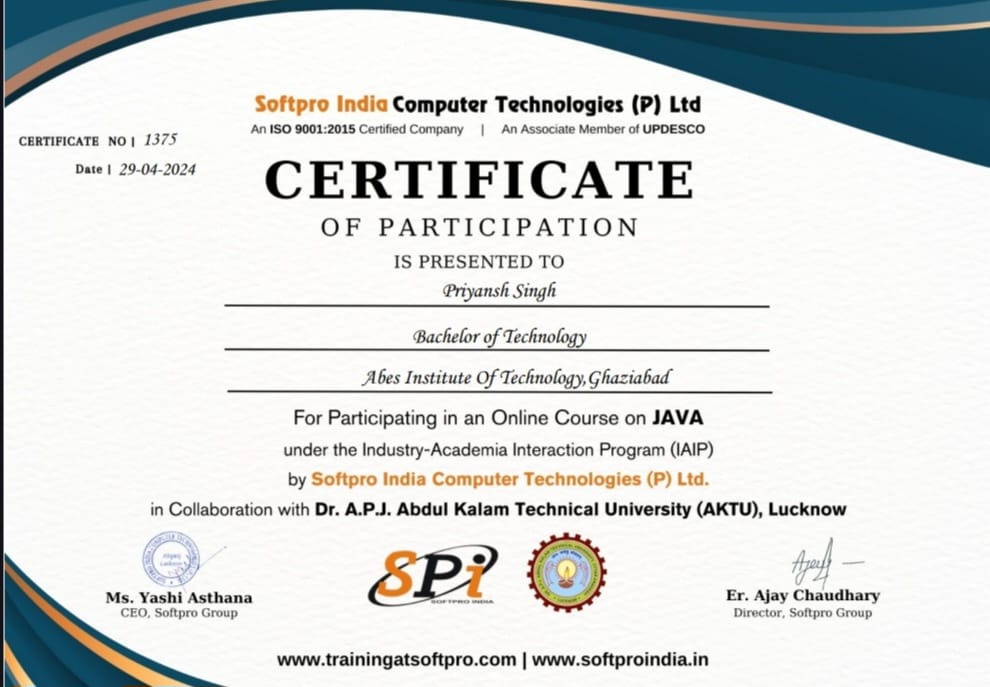 Softpro India Computer Technologies (P) Ltd
An ISO 9001:2015 Certified Company | An Associate Member of UPDESCO
CERTIFICATE NO | 1375
Date | 29-04-2024
CERTIFICATE
OF PARTICIPATION
IS PRESENTED TO
Priyansh Singh
Bachelor of Technology
Abes Institute Of Technology,Ghaziabad
For Participating in an Online Course on JAVA
under the Industry-Academia Interaction Program (IAIP)
by Softpro India Computer Technologies (P) Ltd.
in Collaboration with Dr. A.P.J. Abdul Kalam Technical University (AKTU), Lucknow
SPi
SOFTPRO INDIA
Ms. Yashi Asthana
CEO, Softpro Group
Er. Ajay Chaudhary
Director, Softpro Group
www.trainingatsoftpro.com | www.softproindia.in